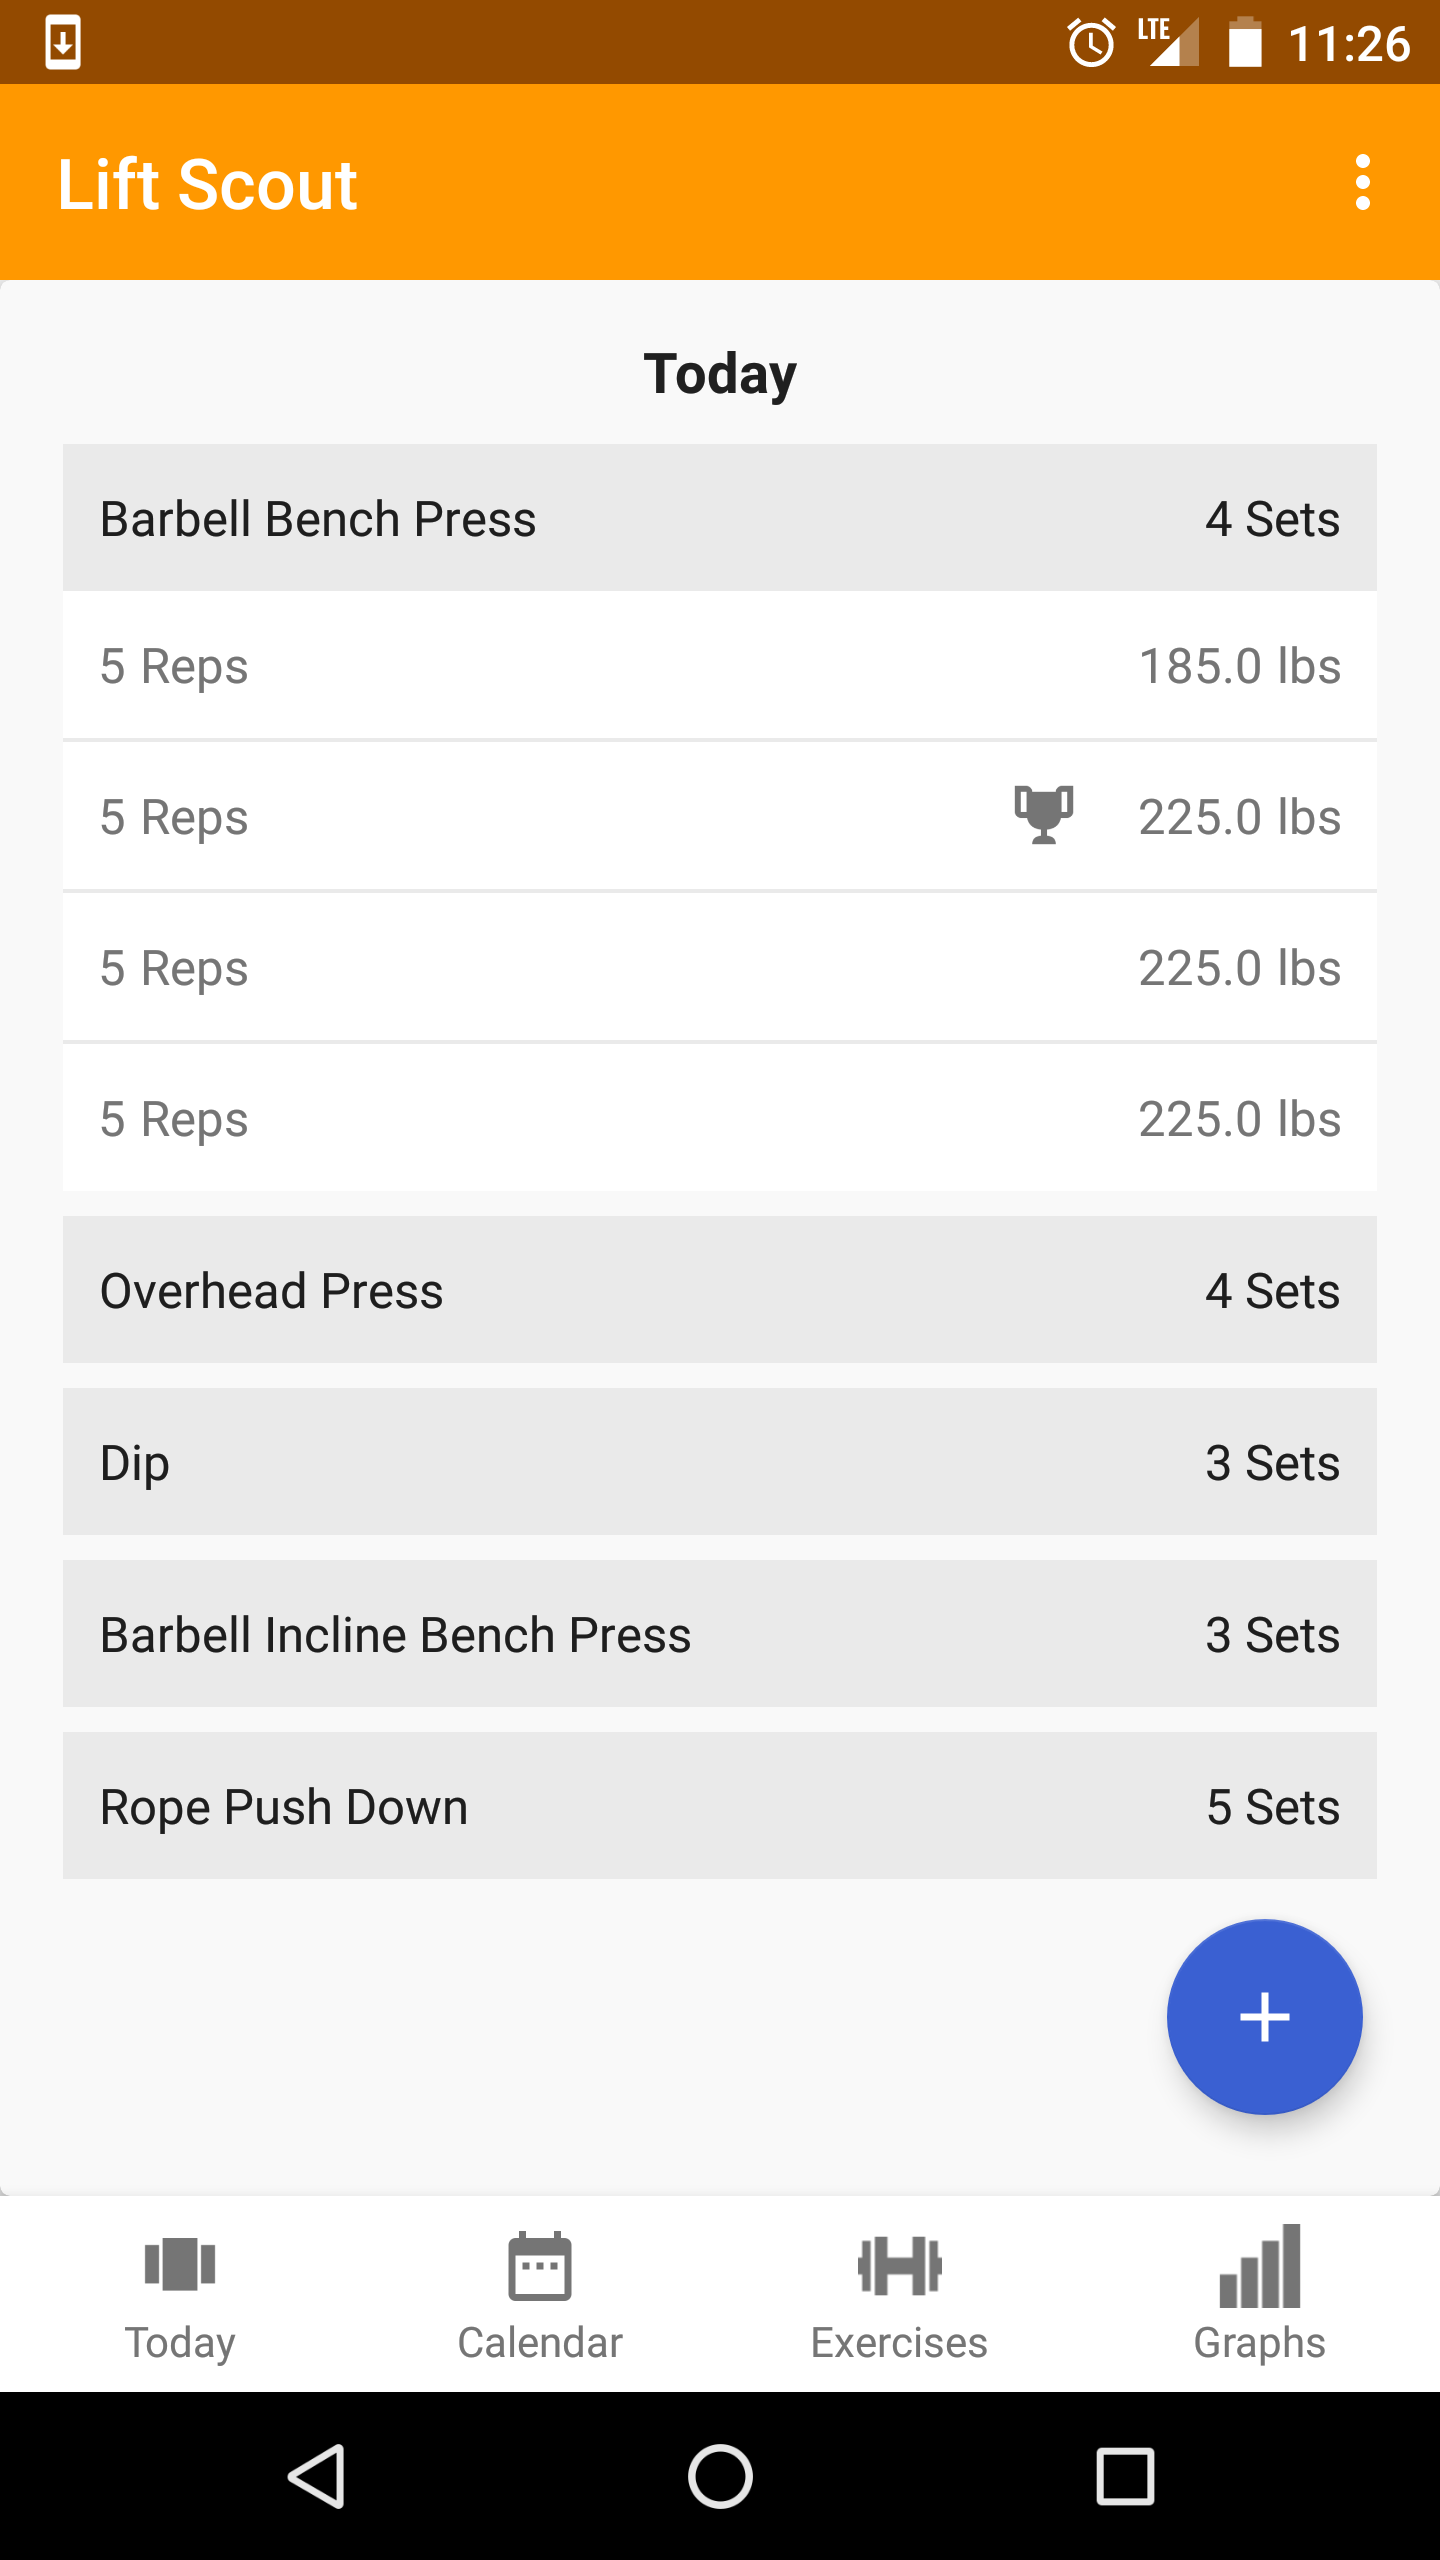 LTE 11:26
Lift Scout
Today
Barbell Bench Press 4 Sets
5 Reps 185.0 lbs
5 Reps 225.0 lbs
5 Reps 225.0 lbs
5 Reps 225.0 lbs
Overhead Press 4 Sets
Dip 3 Sets
Barbell Incline Bench Press 3 Sets
Rope Push Down 5 Sets
Today Calendar Exercises Graphs